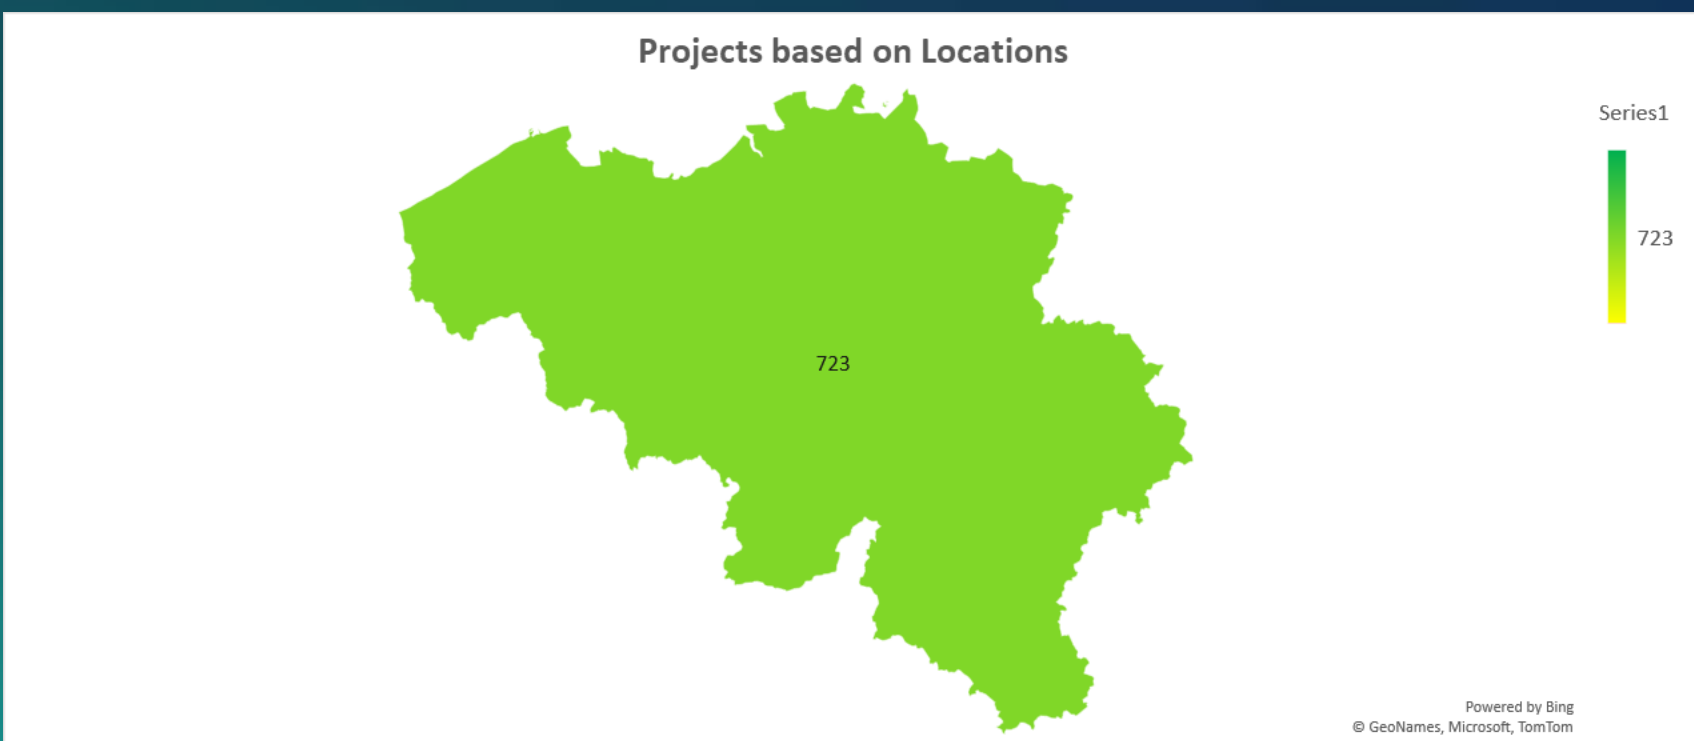 Projects based on Locations
Series1
723
723
Powered by Bing
© GeoNames, Microsoft, TomTom